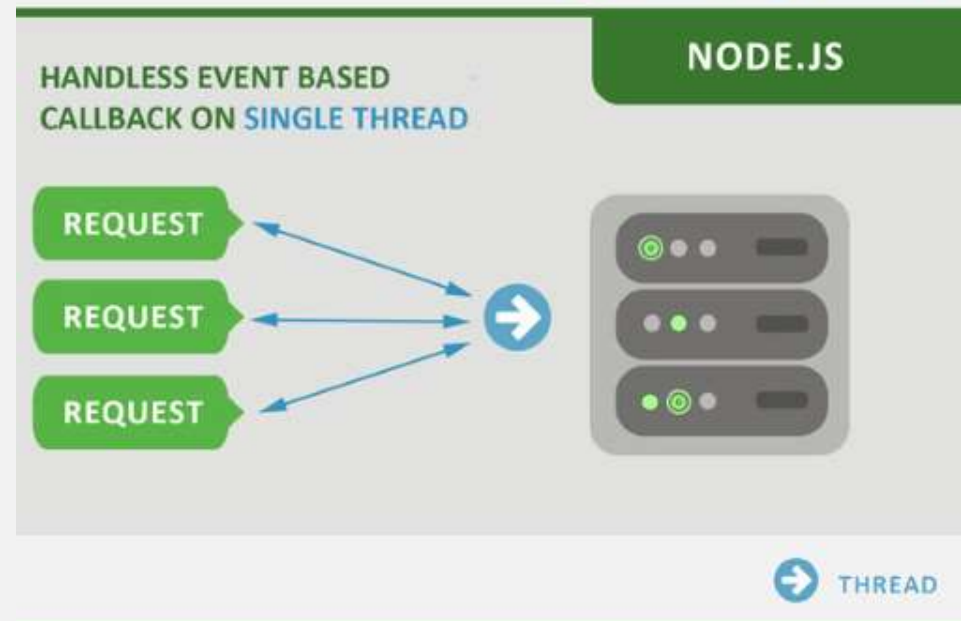 NODE.JS
HANDLESS EVENT BASED
CALLBACK ON SINGLE THREAD
REQUEST
REQUEST
REQUEST
THREAD